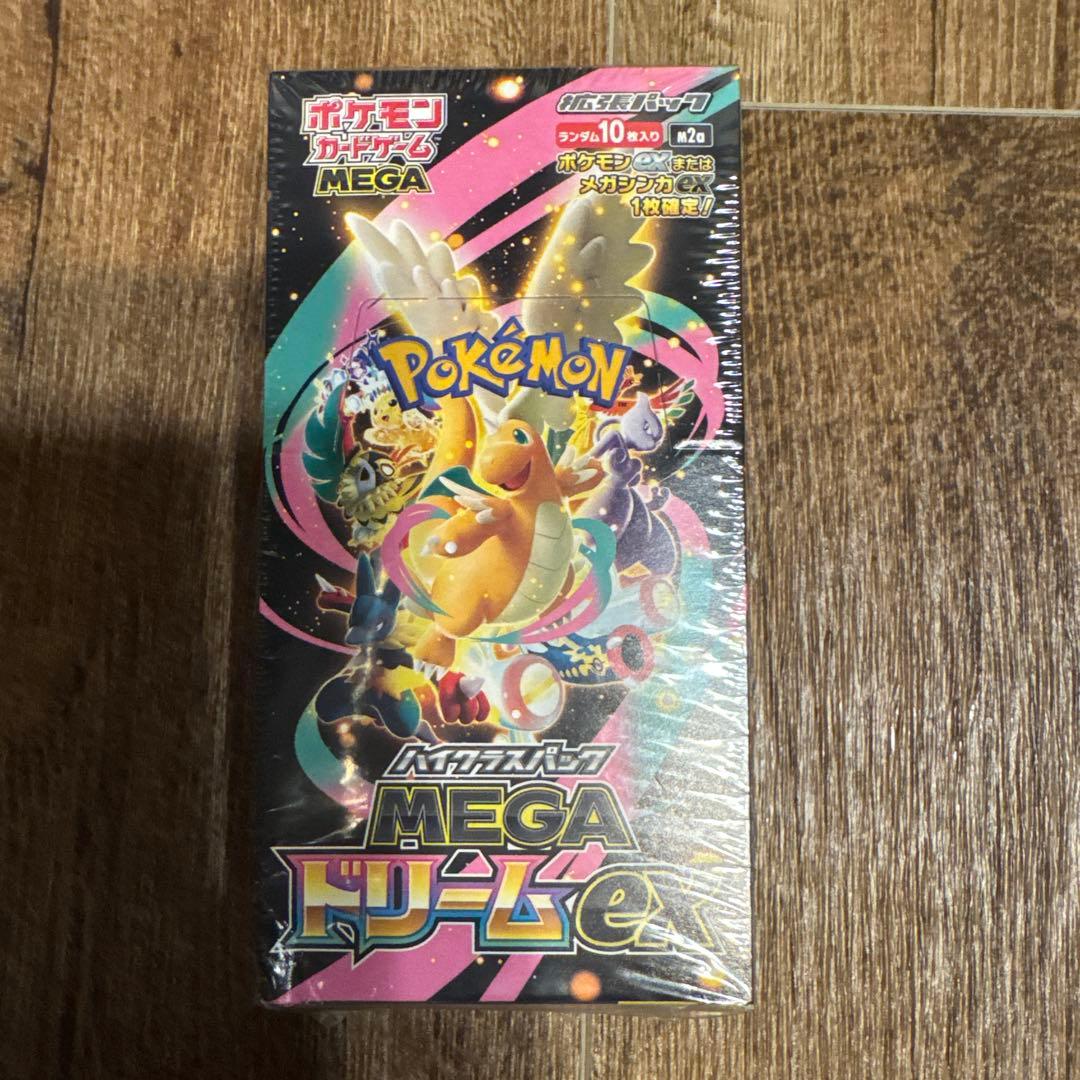 ポケモン
カードゲーム
MEGA
拡張パック
ランダム10枚入り M2a
ポケモンexまたは
メガシンカex
1枚確定!
POKéMON
TM
ハイクラスパック
MEGA
ドリームex